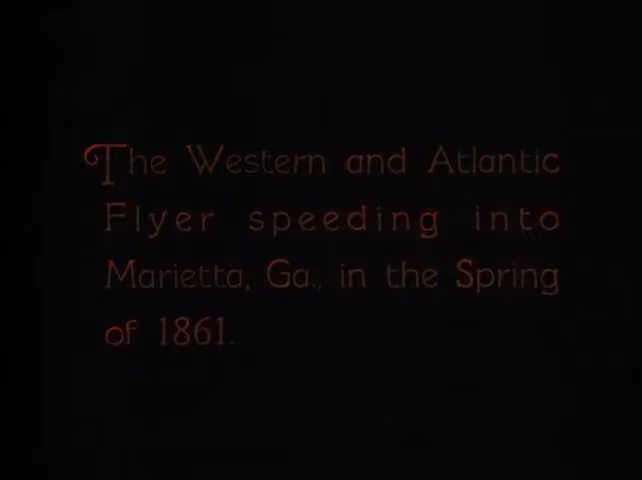 The Western and Atlantic
Flyer speeding into
Marietta, Ga., in the Spring
of 1861.